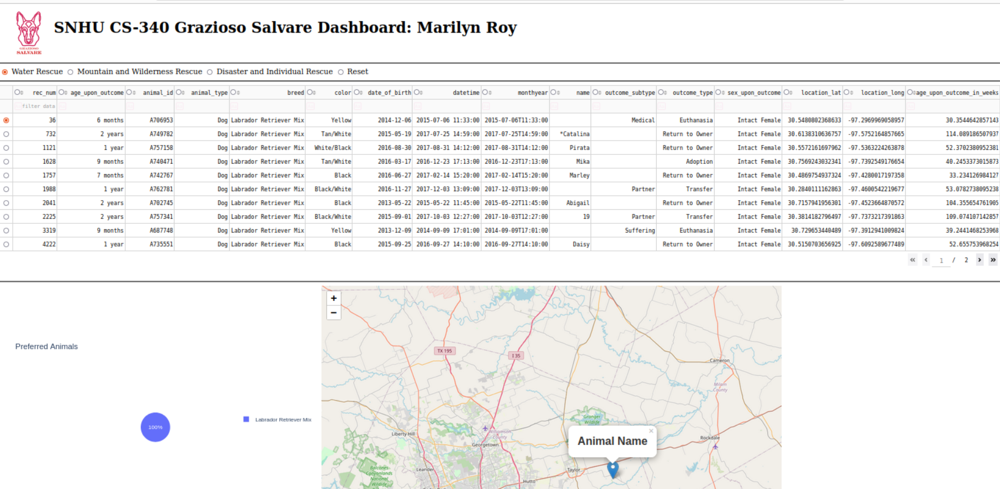 SNHU CS-340 Grazioso Salvare Dashboard: Marilyn Roy
GRAZIOSO
SALVARE
Water Rescue Mountain and Wilderness Rescue Disaster and Individual Rescue Reset
rec_num age_upon_outcome animal_id animal_type breed color date_of_birth datetime monthyear name outcome_subtype outcome_type sex_upon_outcome location_lat location_long age_upon_outcome_in_weeks
filter data
36 6 months A706953 Dog Labrador Retriever Mix Yellow 2014-12-06 2015-07-06 11:33:00 2015-07-06T11:33:00 Medical Euthanasia Intact Female 30.5480802368633 -97.2969969058957 30.3544642857143
732 2 years A749782 Dog Labrador Retriever Mix Tan/White 2015-05-19 2017-07-25 14:59:00 2017-07-25T14:59:00 *Catalina Return to Owner Intact Female 30.6138310636757 -97.5752164857665 114.089186507937
1121 1 year A757158 Dog Labrador Retriever Mix White/Black 2016-08-30 2017-08-31 14:12:00 2017-08-31T14:12:00 Pirata Return to Owner Intact Female 30.5572161697962 -97.5363224263878 52.3702380952381
1628 9 months A740471 Dog Labrador Retriever Mix Tan/White 2016-03-17 2016-12-23 17:13:00 2016-12-23T17:13:00 Mika Adoption Intact Female 30.7569243032341 -97.7392549176654 40.2453373015873
1757 7 months A742767 Dog Labrador Retriever Mix Black 2016-06-27 2017-02-14 15:20:00 2017-02-14T15:20:00 Marley Return to Owner Intact Female 30.4869754937324 -97.4280017197358 33.234126984127
1988 1 year A762781 Dog Labrador Retriever Mix Black/White 2016-11-27 2017-12-03 13:09:00 2017-12-03T13:09:00 Partner Transfer Intact Female 30.2840111162863 -97.4600542219677 53.0782738095238
2041 2 years A702745 Dog Labrador Retriever Mix Black 2013-05-22 2015-05-22 11:45:00 2015-05-22T11:45:00 Abigail Return to Owner Intact Female 30.7157941956301 -97.4523664870572 104.355654761905
2225 2 years A757341 Dog Labrador Retriever Mix Black/White 2015-09-01 2017-10-03 12:27:00 2017-10-03T12:27:00 19 Partner Transfer Intact Female 30.3814182796497 -97.7373217391863 109.074107142857
3319 9 months A687748 Dog Labrador Retriever Mix Yellow 2013-12-09 2014-09-09 17:01:00 2014-09-09T17:01:00 Suffering Euthanasia Intact Female 30.729653440489 -97.3912941009824 39.2441468253968
4222 1 year A735551 Dog Labrador Retriever Mix Black 2015-09-25 2016-09-27 14:10:00 2016-09-27T14:10:00 Daisy Return to Owner Intact Female 30.5150703656925 -97.6092589677489 52.655753968254
« ‹ 1 / 2 › »
Preferred Animals
100%
Labrador Retriever Mix
+
−
TX 195
I 35
Cameron
Milam
County
Granger
Wildlife
Williamson
County
Liberty Hill
Georgetown
Animal Name
×
Rockdale
Taylor
Leander
Hutto
Balcones
Canyonlands
National
Wildlife